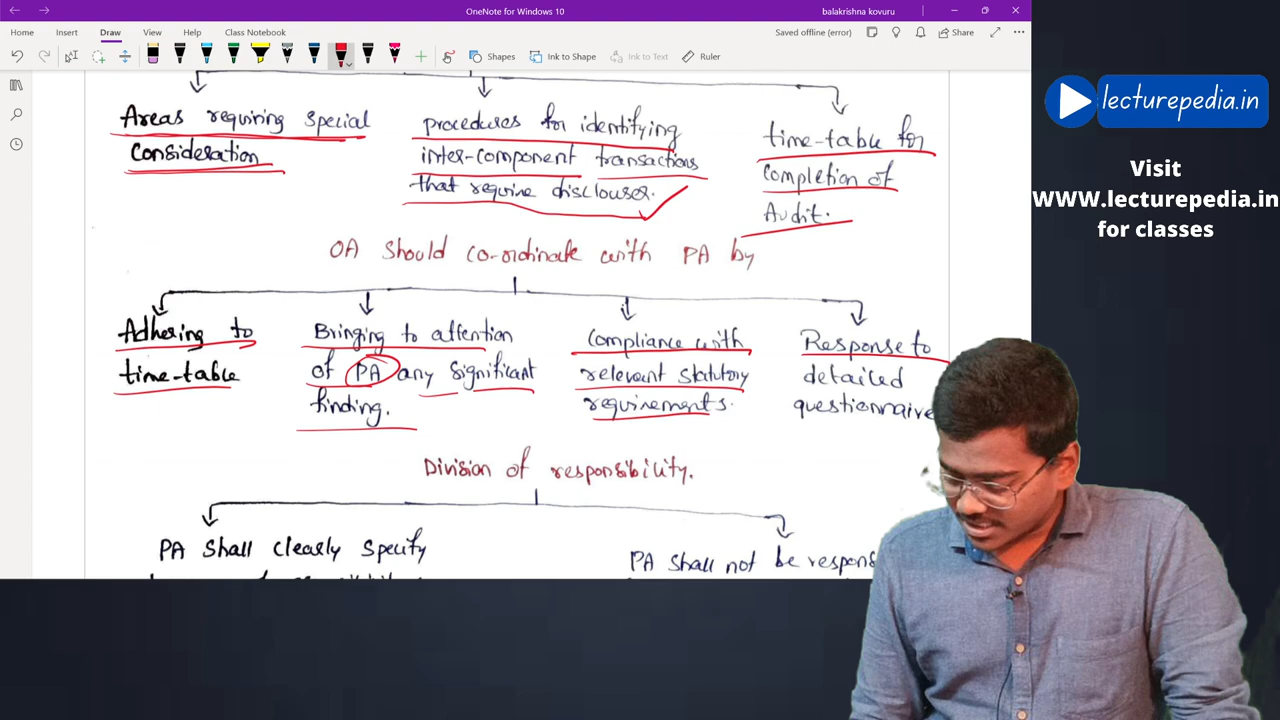 OneNote for Windows 10
balakrishna kovuru
Home Insert Draw View Help Class Notebook
Saved offline (error)
Share
Shapes
Ink to Shape
Ink to Text
Ruler
Areas requiring special
Consideration
procedures for identifying
inter-component transactions
that require disclouser.
time-table for
Completion of
Audit.
OA Should co-ordinate with PA by
Adhering to
time-table
Bringing to attention
of PA any significant
finding.
Compliance with
relevant statutory
requirements.
Response to
detailed
questionnaire
Division of responsibility.
PA Shall clearly Specify
PA Shall not be respons
lecturepedia.in
Visit
WWW.lecturepedia.in
for classes